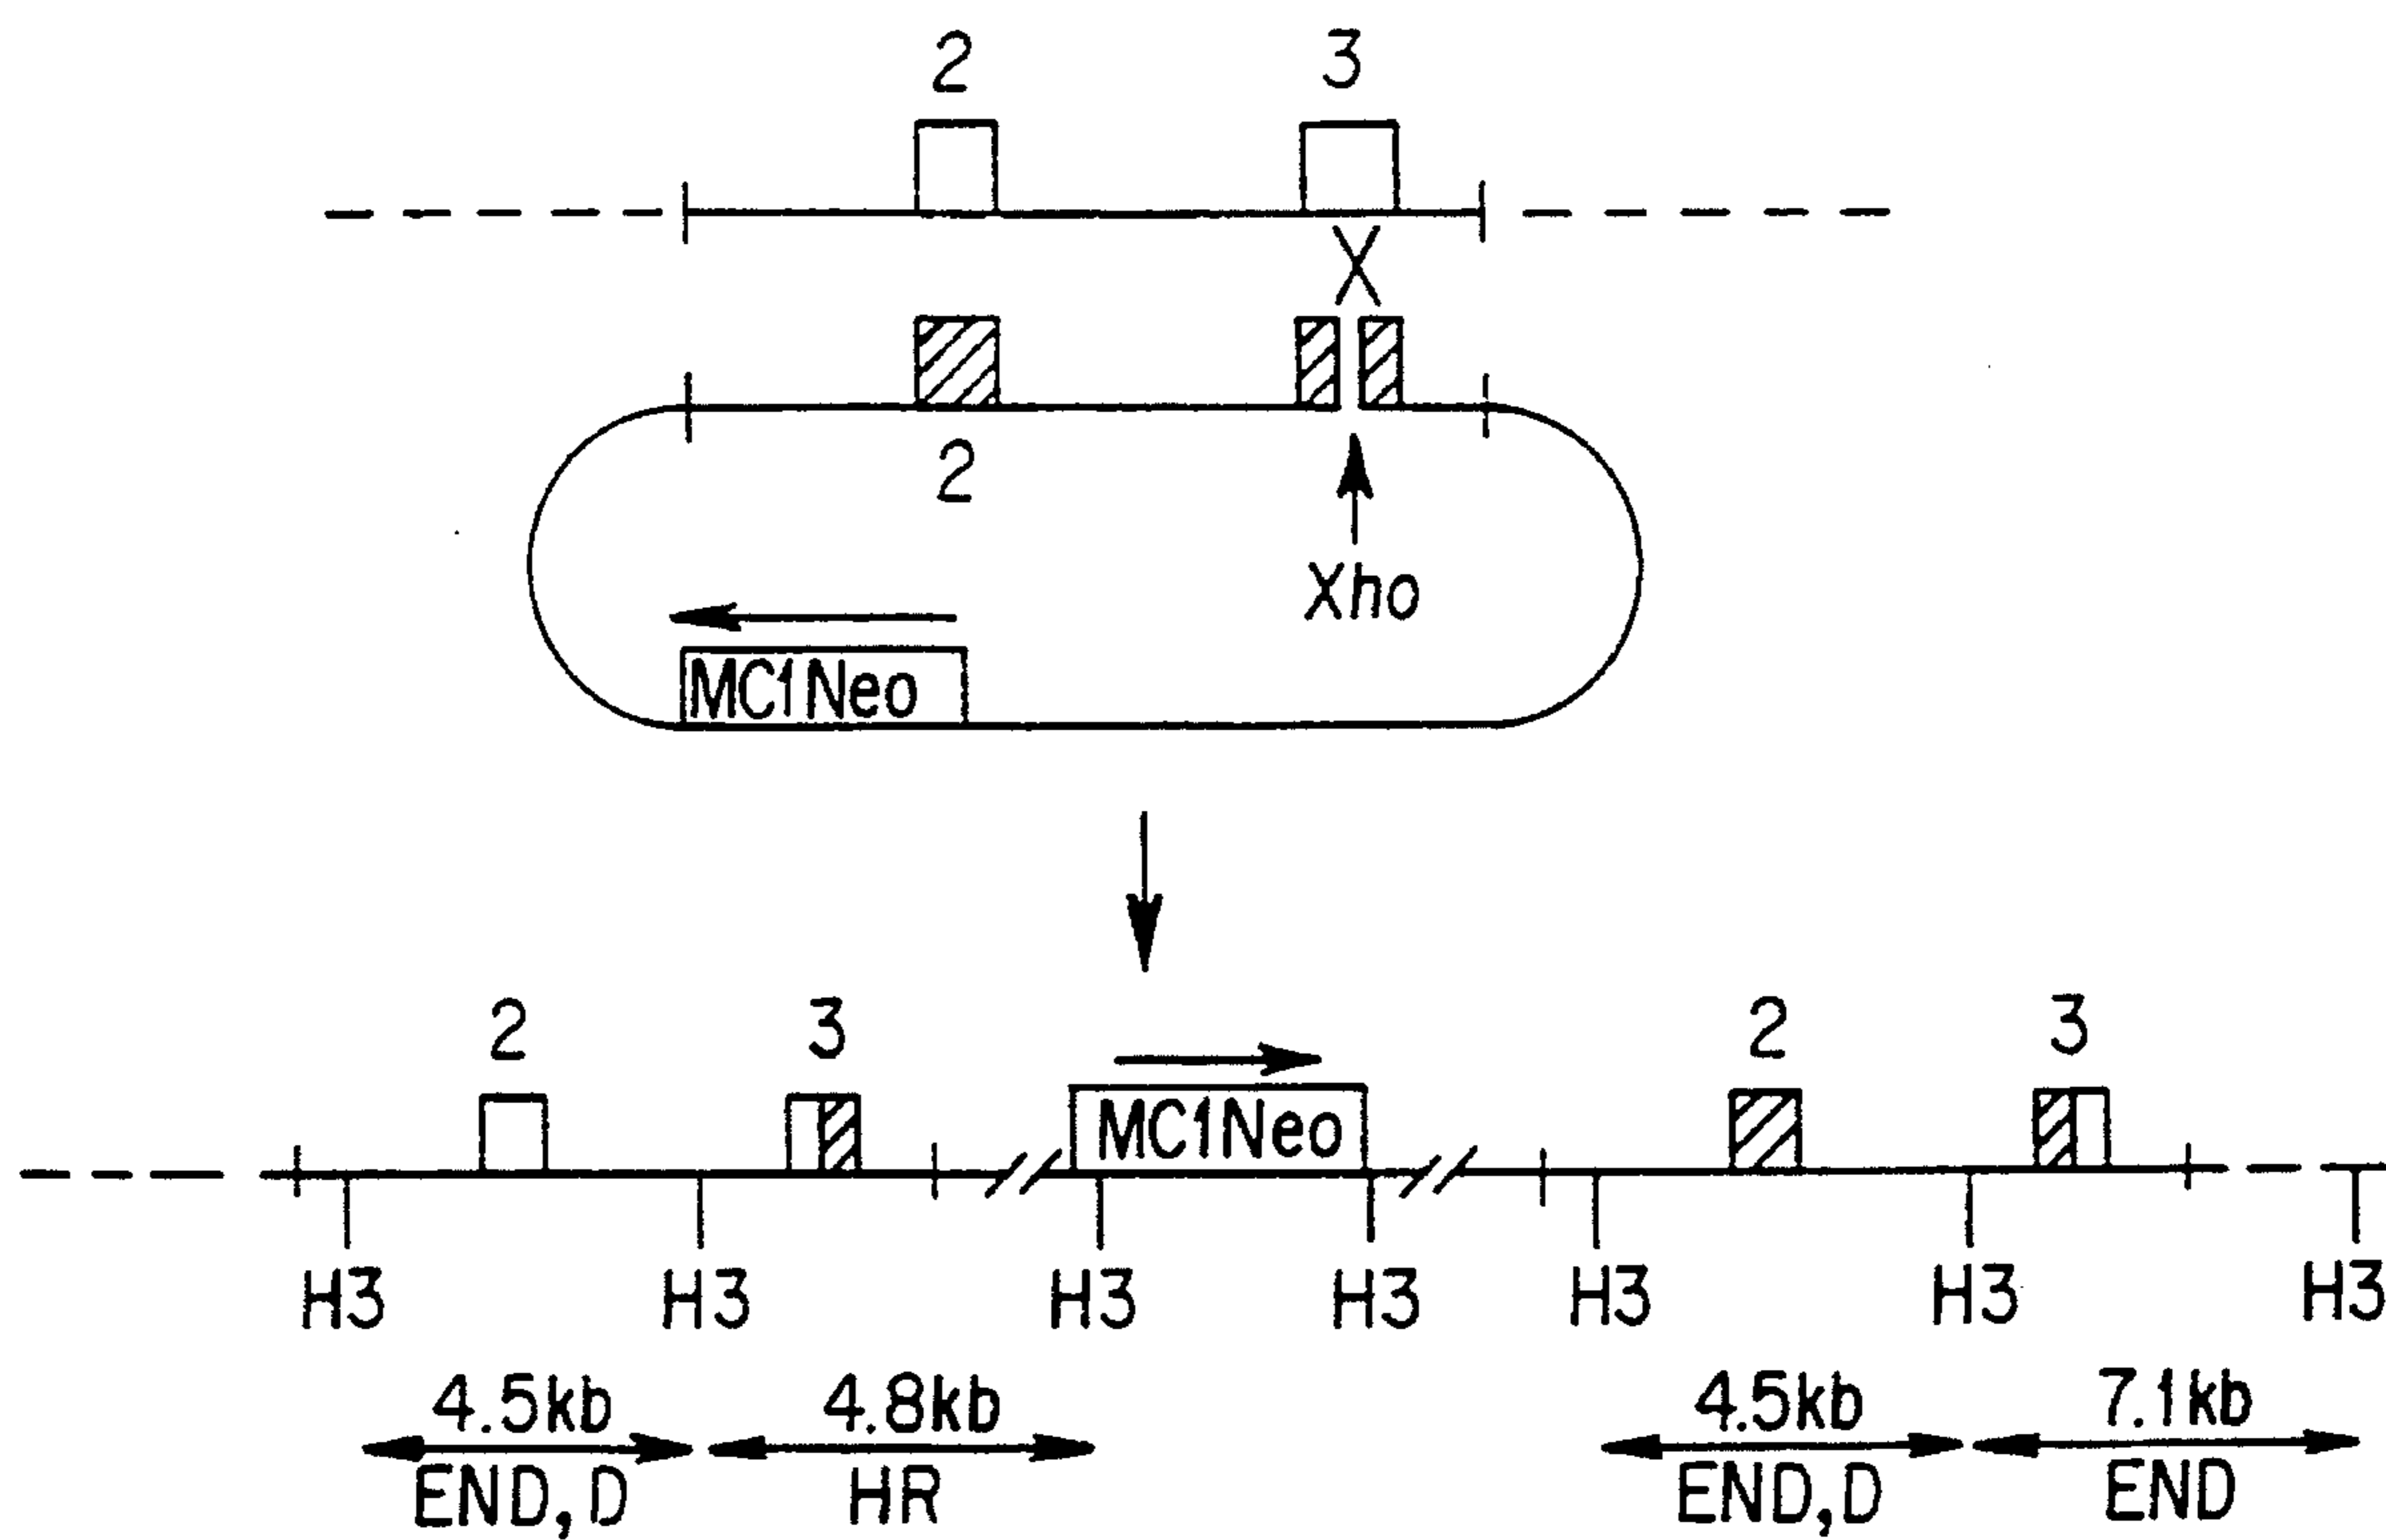 2 3
2
Xho
MC1Neo
2 3 MC1Neo 2 3
H3 H3 H3 H3 H3 H3 H3
4.5kb 4.8kb 4.5kb 7.1kb
END,D HR END,D END